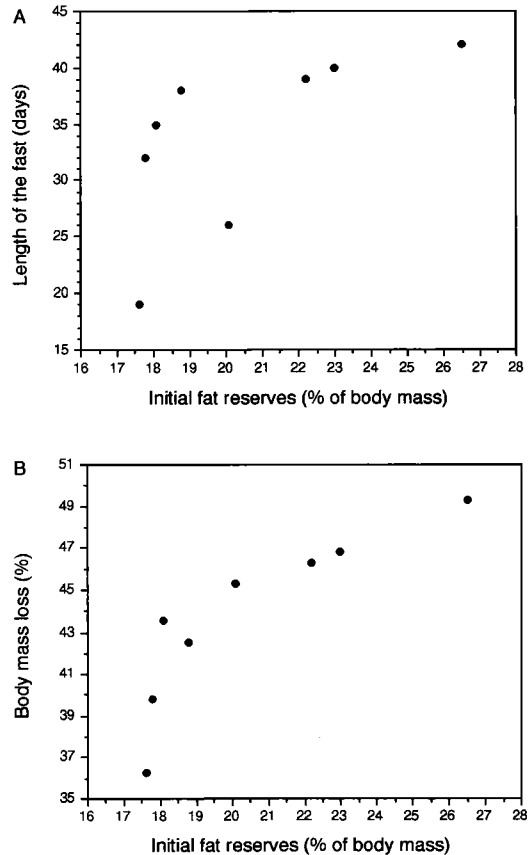 A
45
40
35
30
25
20
15
Length of the fast (days)
16 17 18 19 20 21 22 23 24 25 26 27 28
Initial fat reserves (% of body mass)
B
51
49
47
45
43
41
39
37
35
Body mass loss (%)
16 17 18 19 20 21 22 23 24 25 26 27 28
Initial fat reserves (% of body mass)